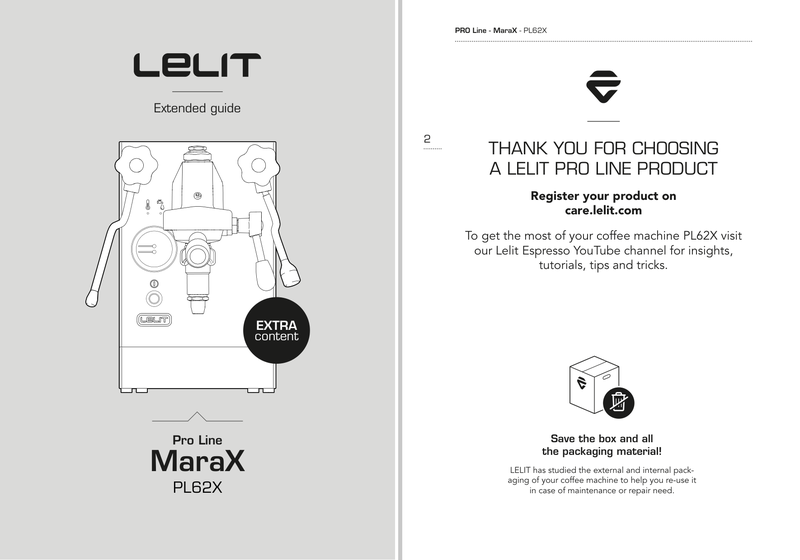 LELIT
Extended guide
LELIT
EXTRA
content
Pro Line
MaraX
PL62X
PRO Line - MaraX - PL62X
2
THANK YOU FOR CHOOSING
A LELIT PRO LINE PRODUCT
Register your product on
care.lelit.com
To get the most of your coffee machine PL62X visit
our Lelit Espresso YouTube channel for insights,
tutorials, tips and tricks.
Save the box and all
the packaging material!
LELIT has studied the external and internal pack-
aging of your coffee machine to help you re-use it
in case of maintenance or repair need.